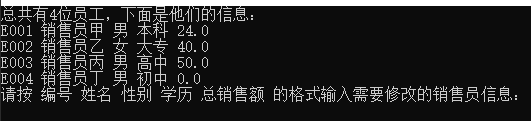 总共有4位员工，下面是他们的信息：
E001 销售员甲 男 本科 24.0
E002 销售员乙 女 大专 40.0
E003 销售员丙 男 高中 50.0
E004 销售员丁 男 初中 0.0
请按 编号 姓名 性别 学历 总销售额 的格式输入需要修改的销售员信息：